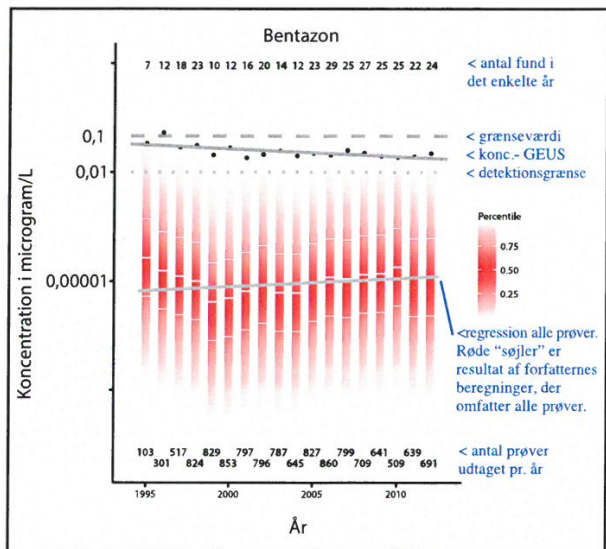 Bentazon
7 12 18 23 10 12 16 20 14 12 23 29 25 27 25 25 22 24
< antal fund i
det enkelte år
0,1
< grænseværdi
< konc.- GEUS
0,01
< detektionsgrænse
Koncentration i microgram/L
Percentile
0.75
0.50
0.25
0,00001
<regression alle prøver.
Røde "søjler" er
resultat af forfatternes
beregninger, der
omfatter alle prøver.
103 517 829 797 787 827 799 641 639
301 824 853 796 645 860 709 509 691
< antal prøver
udtaget pr. år
1995 2000 2005 2010
År